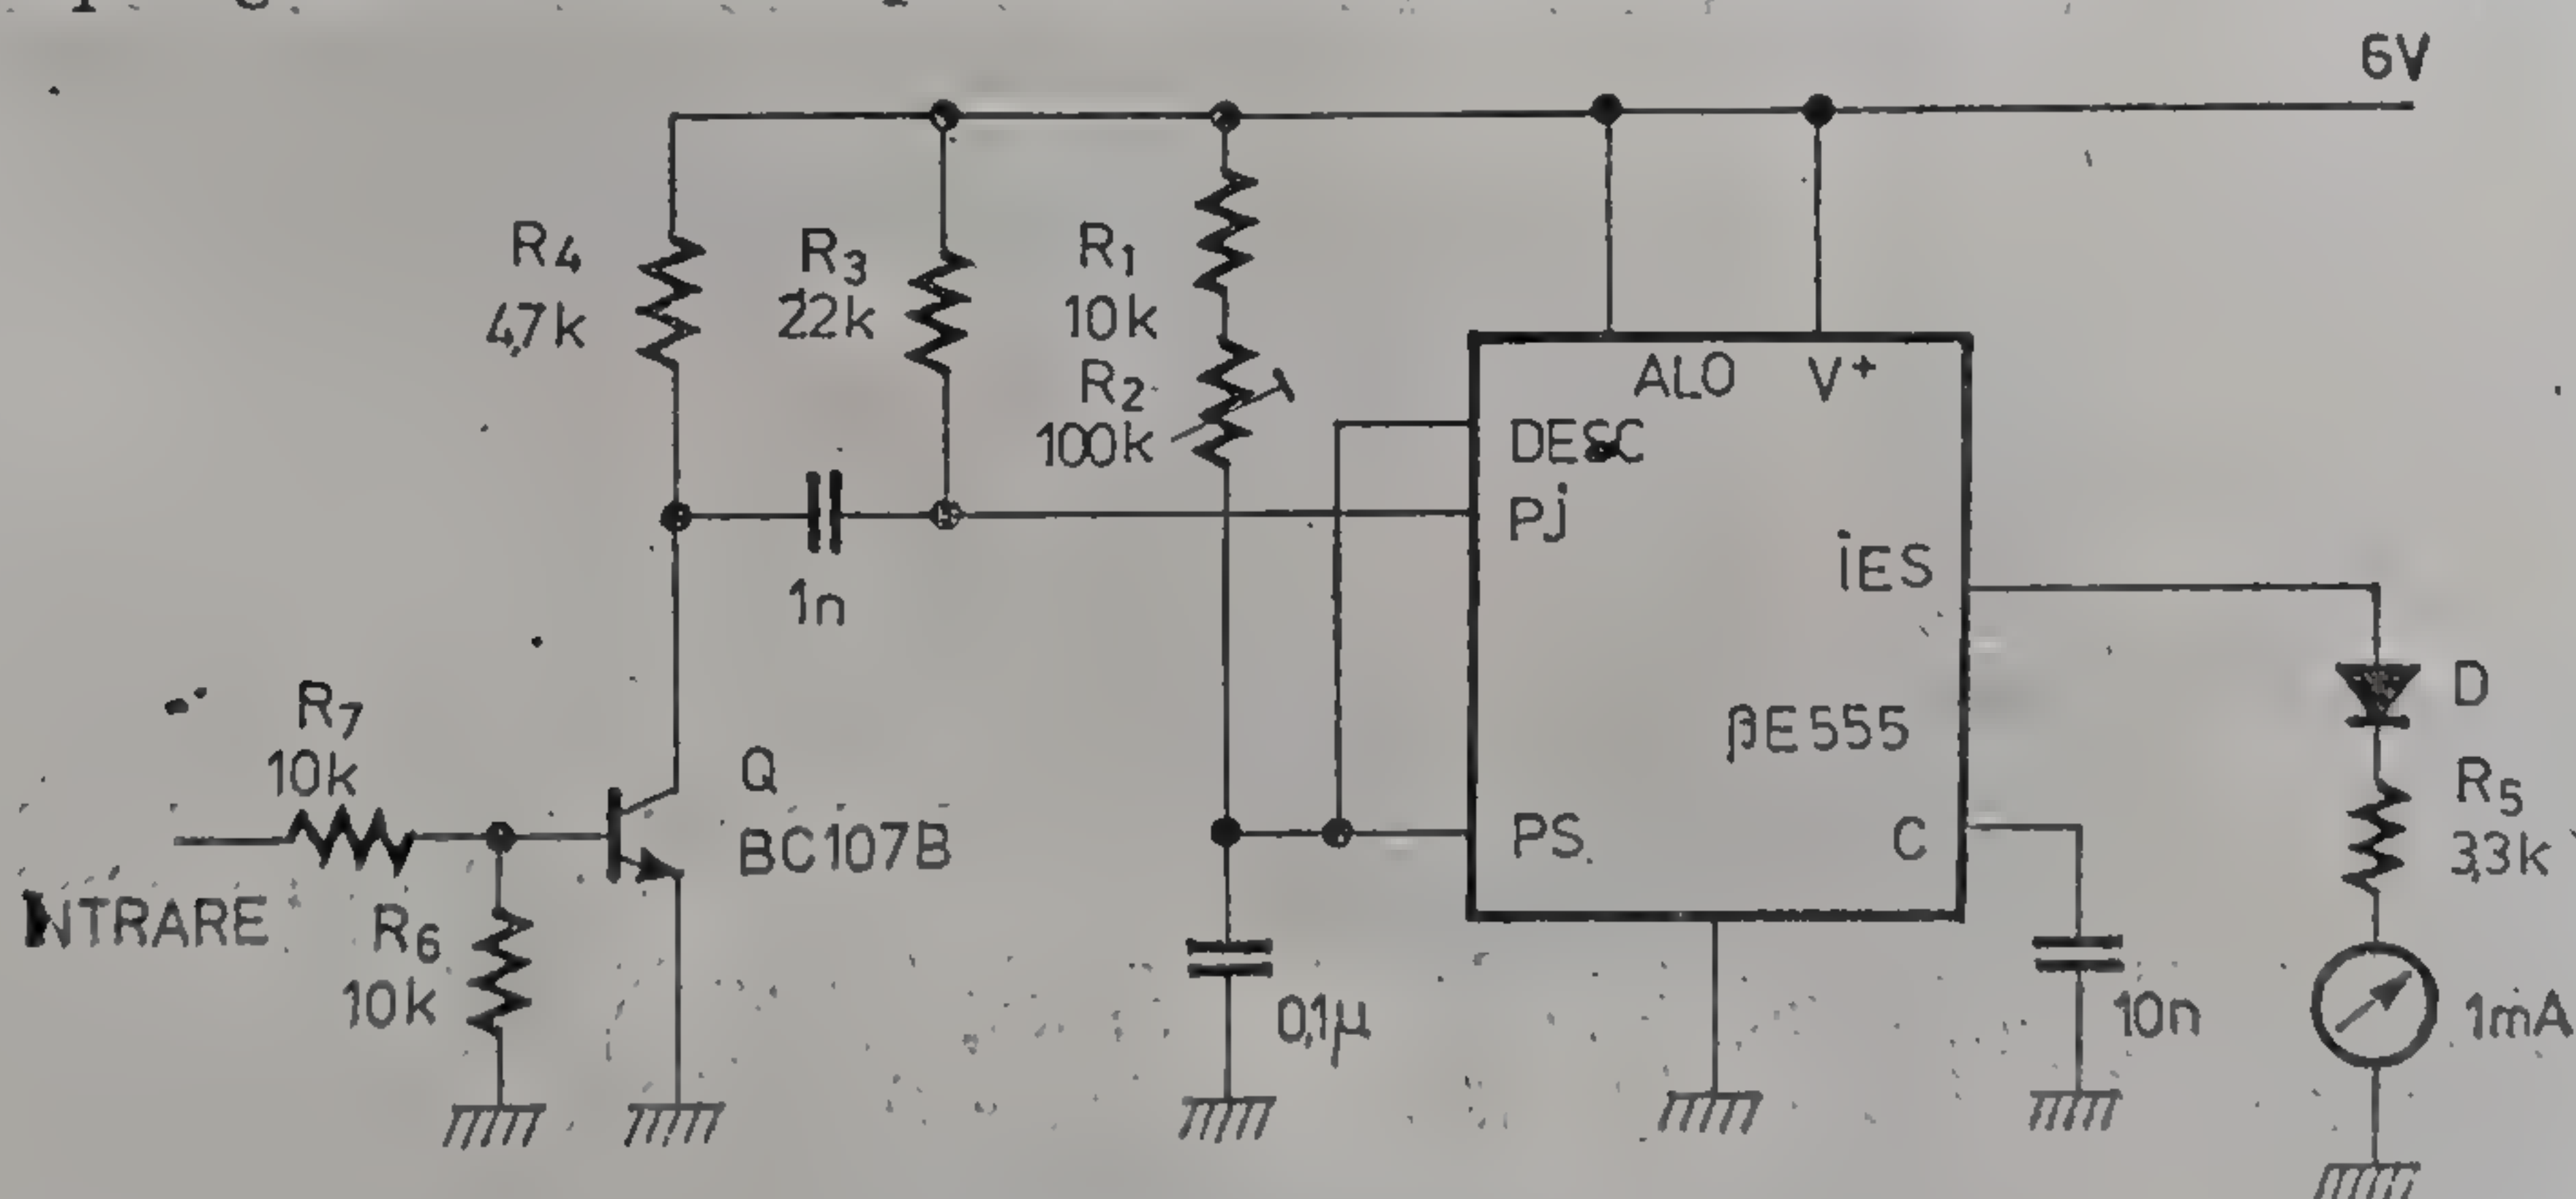 6V
R4
4,7k
R3
22k
R1
10k
R2
100k
ALO
V+
DESC
Pj
iES
1n
D
R7
10k
Q
BC107B
βE555
R5
3,3k
PS
C
INTRARE
R6
10k
0,1μ
10n
1mA